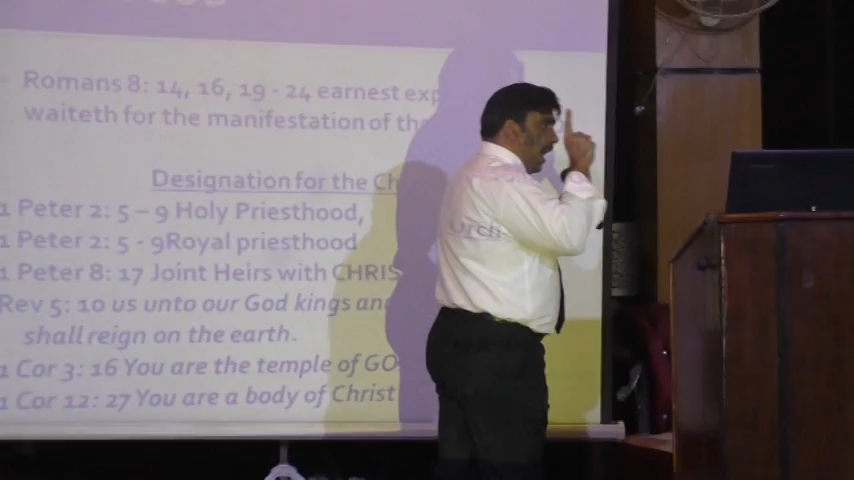 Romans 8: 14, 16, 19 - 24 earnest exp
waiteth for the manifestation of the
Designation for the Ch
urch
1 Peter 2: 5 – 9 Holy Priesthood,
1 Peter 2: 5 - 9Royal priesthood
1 Peter 8: 17 Joint Heirs with CHRIS
Rev 5: 10 us unto our God kings and
shall reign on the earth.
1 Cor 3: 16 You are the temple of GO
1 Cor 12: 27 You are a body of Christ